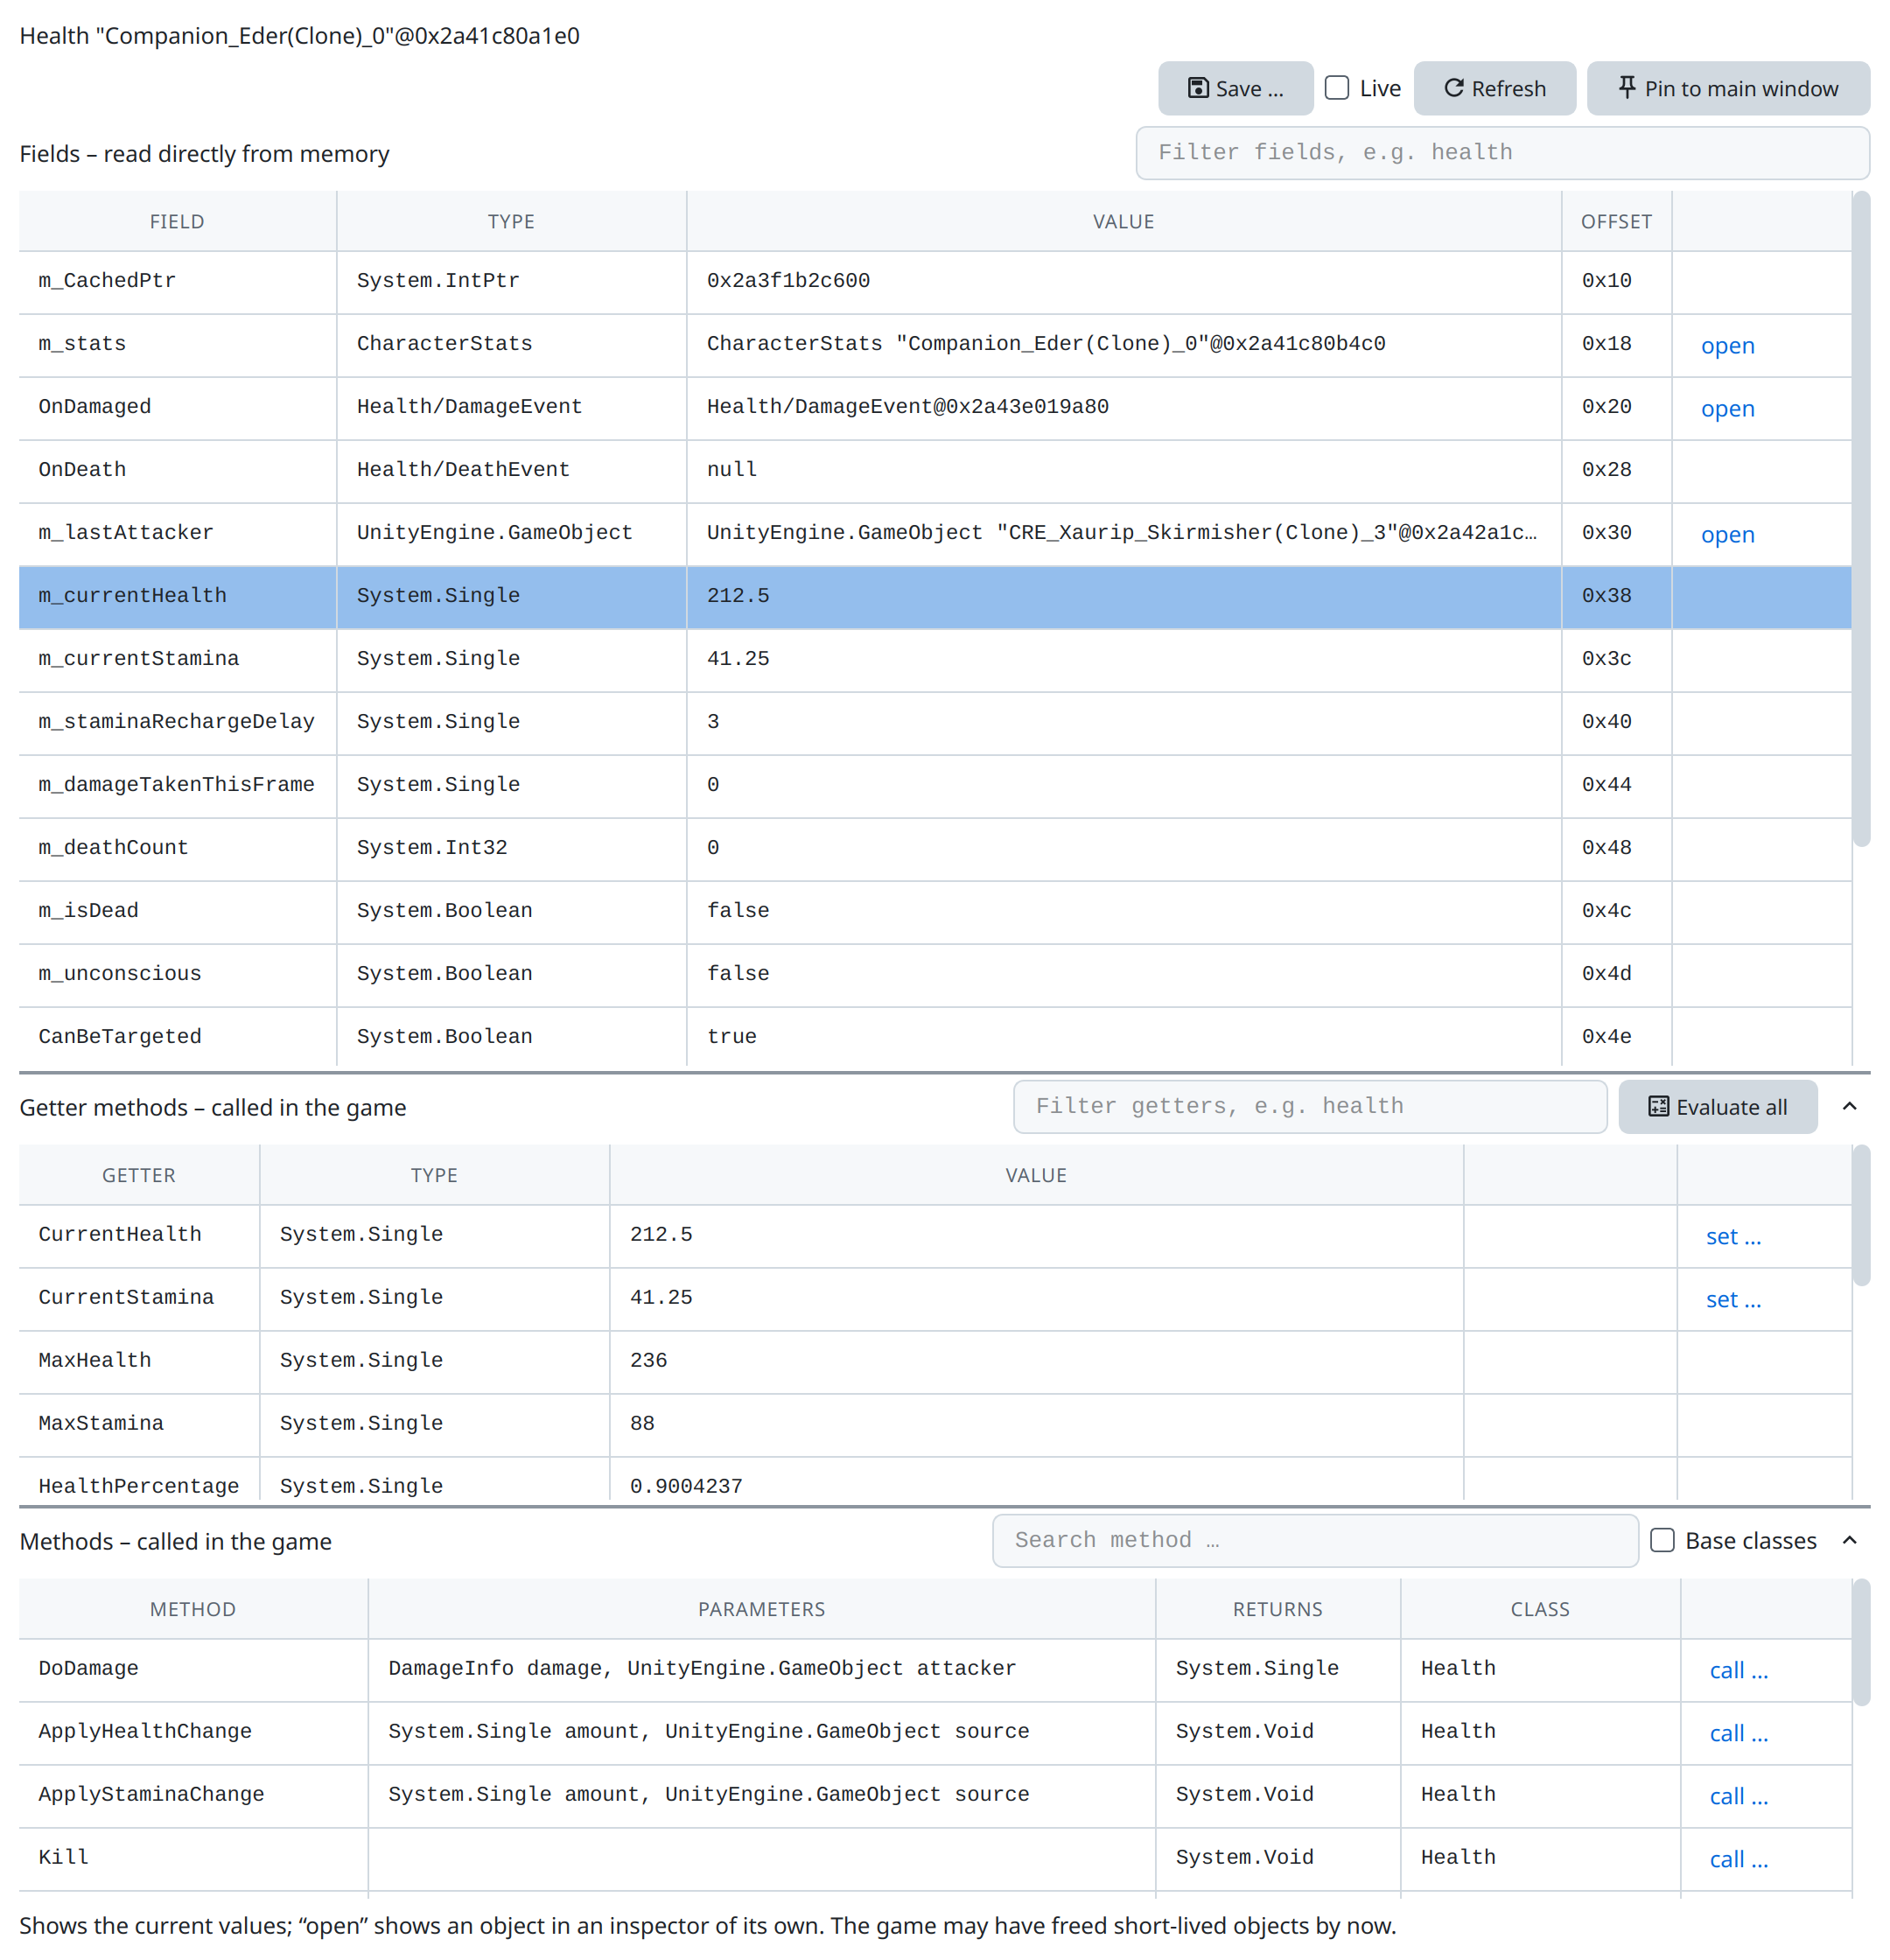 Health "Companion_Eder(Clone)_0"@0x2a41c80a1e0
Save ... Live Refresh Pin to main window
Fields – read directly from memory Filter fields, e.g. health
FIELD TYPE VALUE OFFSET
m_CachedPtr System.IntPtr 0x2a3f1b2c600 0x10
m_stats CharacterStats CharacterStats "Companion_Eder(Clone)_0"@0x2a41c80b4c0 0x18 open
OnDamaged Health/DamageEvent Health/DamageEvent@0x2a43e019a80 0x20 open
OnDeath Health/DeathEvent null 0x28
m_lastAttacker UnityEngine.GameObject UnityEngine.GameObject "CRE_Xaurip_Skirmisher(Clone)_3"@0x2a42a1c… 0x30 open
m_currentHealth System.Single 212.5 0x38
m_currentStamina System.Single 41.25 0x3c
m_staminaRechargeDelay System.Single 3 0x40
m_damageTakenThisFrame System.Single 0 0x44
m_deathCount System.Int32 0 0x48
m_isDead System.Boolean false 0x4c
m_unconscious System.Boolean false 0x4d
CanBeTargeted System.Boolean true 0x4e
Getter methods – called in the game Filter getters, e.g. health Evaluate all
GETTER TYPE VALUE
CurrentHealth System.Single 212.5 set ...
CurrentStamina System.Single 41.25 set ...
MaxHealth System.Single 236
MaxStamina System.Single 88
HealthPercentage System.Single 0.9004237
Methods – called in the game Search method … Base classes
METHOD PARAMETERS RETURNS CLASS
DoDamage DamageInfo damage, UnityEngine.GameObject attacker System.Single Health call ...
ApplyHealthChange System.Single amount, UnityEngine.GameObject source System.Void Health call ...
ApplyStaminaChange System.Single amount, UnityEngine.GameObject source System.Void Health call ...
Kill System.Void Health call ...
Shows the current values; “open” shows an object in an inspector of its own. The game may have freed short-lived objects by now.